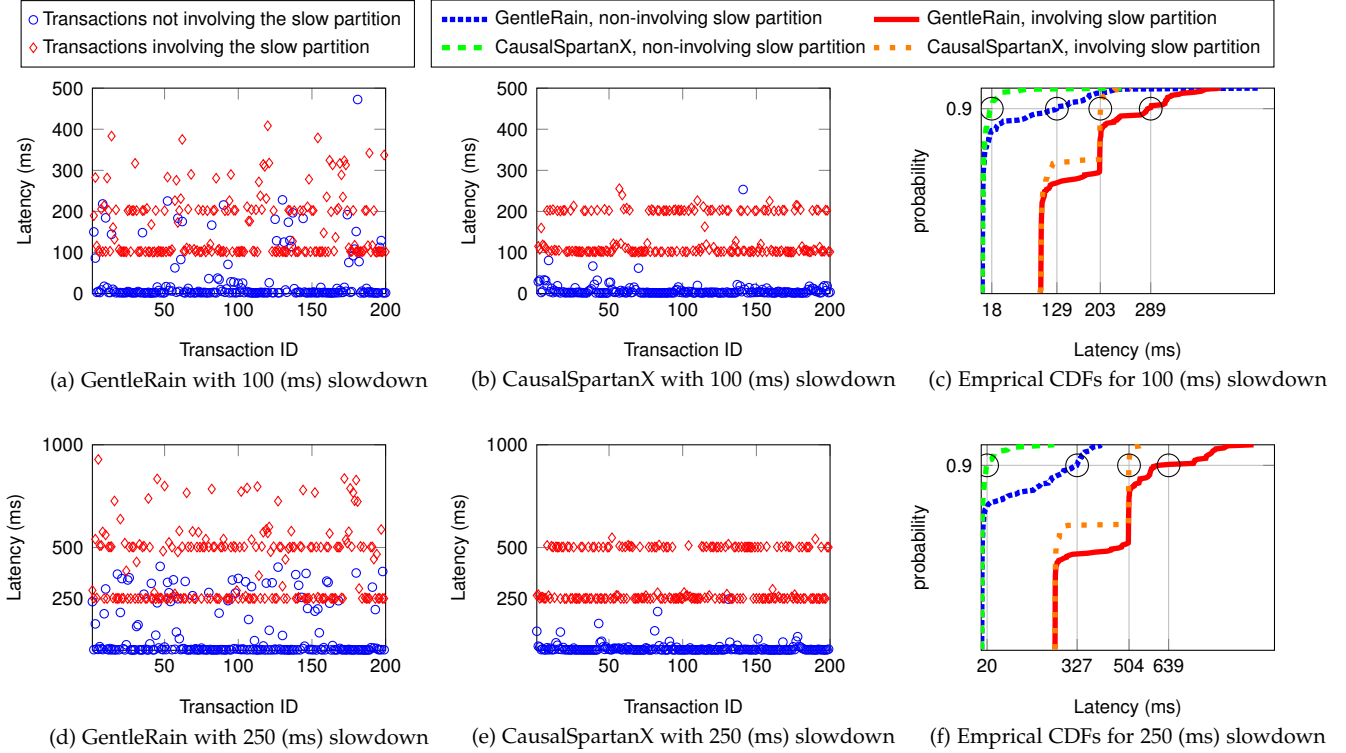 Transactions not involving the slow partition
Transactions involving the slow partition
GentleRain, non-involving slow partition
GentleRain, involving slow partition
CausalSpartanX, non-involving slow partition
CausalSpartanX, involving slow partition
500
400
300
200
100
0
Latency (ms)
50 100 150 200
Transaction ID
(a) GentleRain with 100 (ms) slowdown
500
400
300
200
100
0
Latency (ms)
50 100 150 200
Transaction ID
(b) CausalSpartanX with 100 (ms) slowdown
0.9
probability
18 129 203 289
Latency (ms)
(c) Emprical CDFs for 100 (ms) slowdown
1000
500
250
Latency (ms)
50 100 150 200
Transaction ID
(d) GentleRain with 250 (ms) slowdown
1000
500
250
Latency (ms)
50 100 150 200
Transaction ID
(e) CausalSpartanX with 250 (ms) slowdown
0.9
probability
20 327 504 639
Latency (ms)
(f) Emprical CDFs for 250 (ms) slowdown